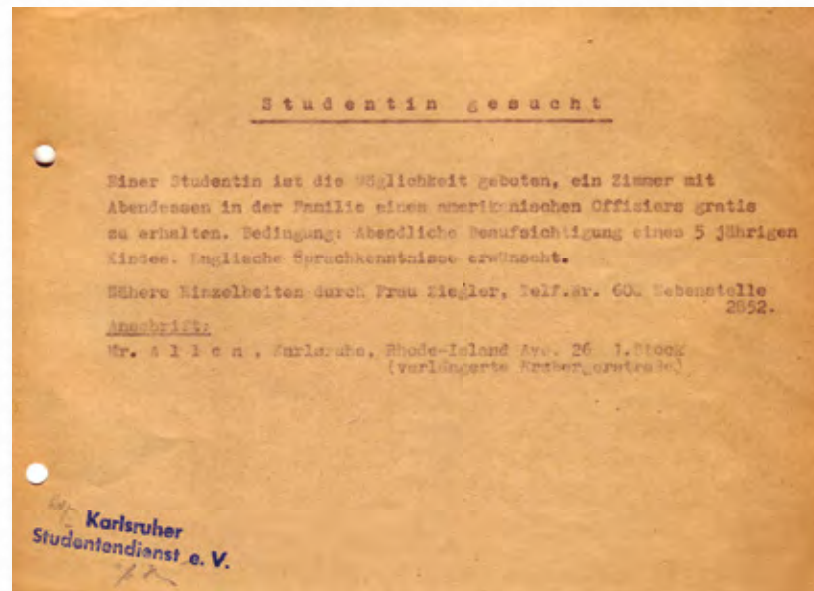 Studentin gesucht
Einer Studentin ist die Möglichkeit geboten, ein Zimmer mit
Abendessen in der Familie eines amerikanischen Offiziers gratis
zu erhalten. Bedingung: Abendliche Beaufsichtigung eines 5 jährigen
Kindes. Englische Sprachkenntnisse erwünscht.
Nähere Einzelheiten durch Frau Ziegler, Telf.Nr. Nebenstelle
2852.
Anschrift:
Mr. Allen, Karlsruhe, Rhode-Island Ave. 26 1.Stock
(verlängerte
Karlsruher
Studentendienst e. V.